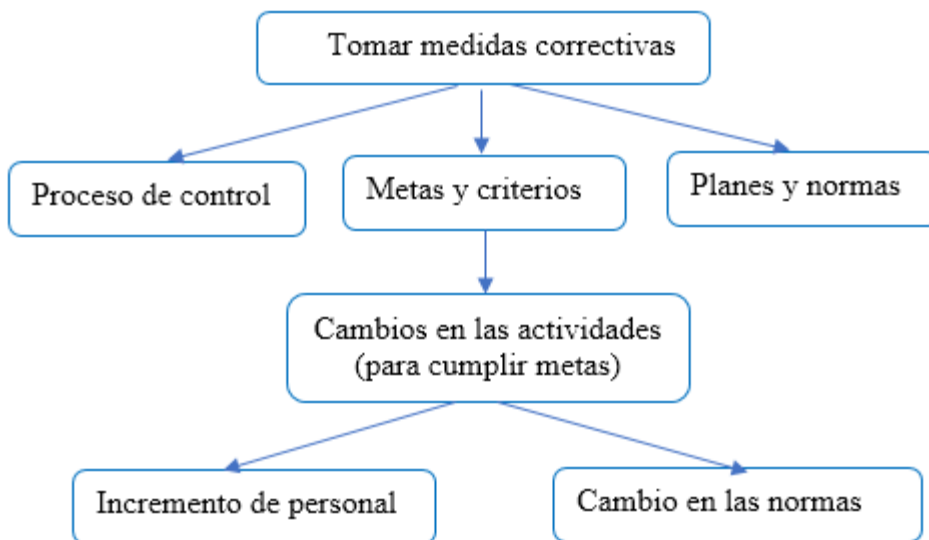 Tomar medidas correctivas
Proceso de control
Metas y criterios
Planes y normas
Cambios en las actividades
(para cumplir metas)
Incremento de personal
Cambio en las normas